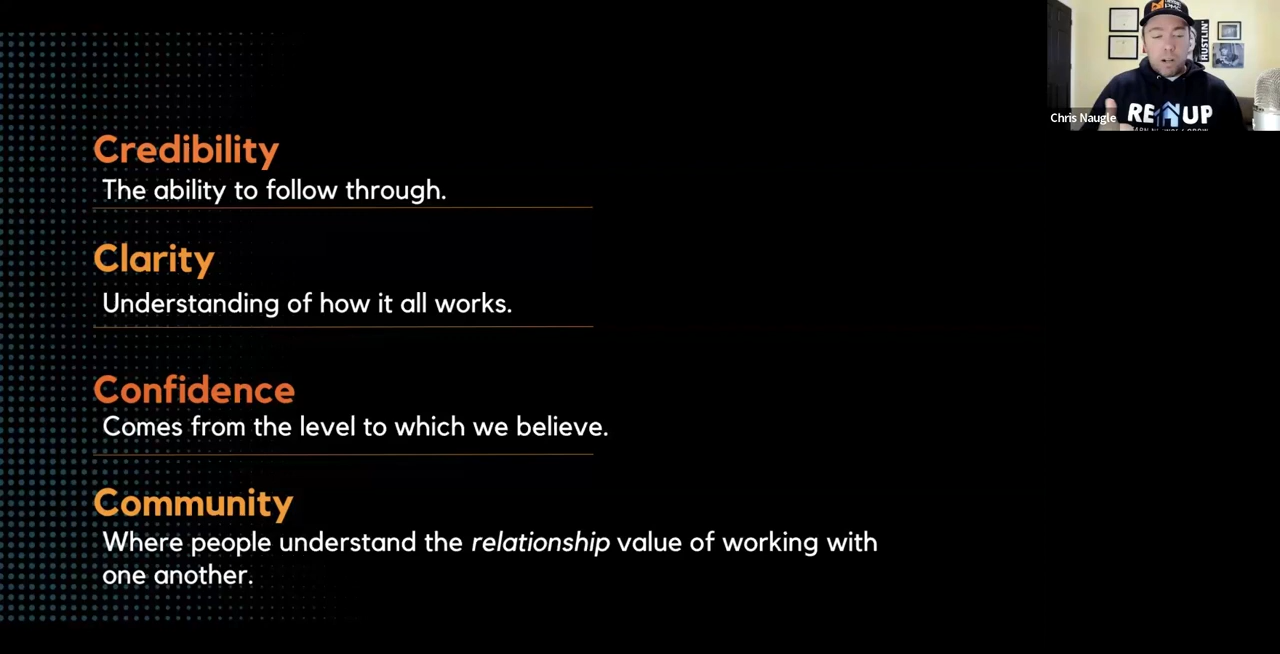 Credibility
The ability to follow through.
Clarity
Understanding of how it all works.
Confidence
Comes from the level to which we believe.
Community
Where people understand the relationship value of working with
one another.
HUSTLIN'
RE UP
Chris Naugle